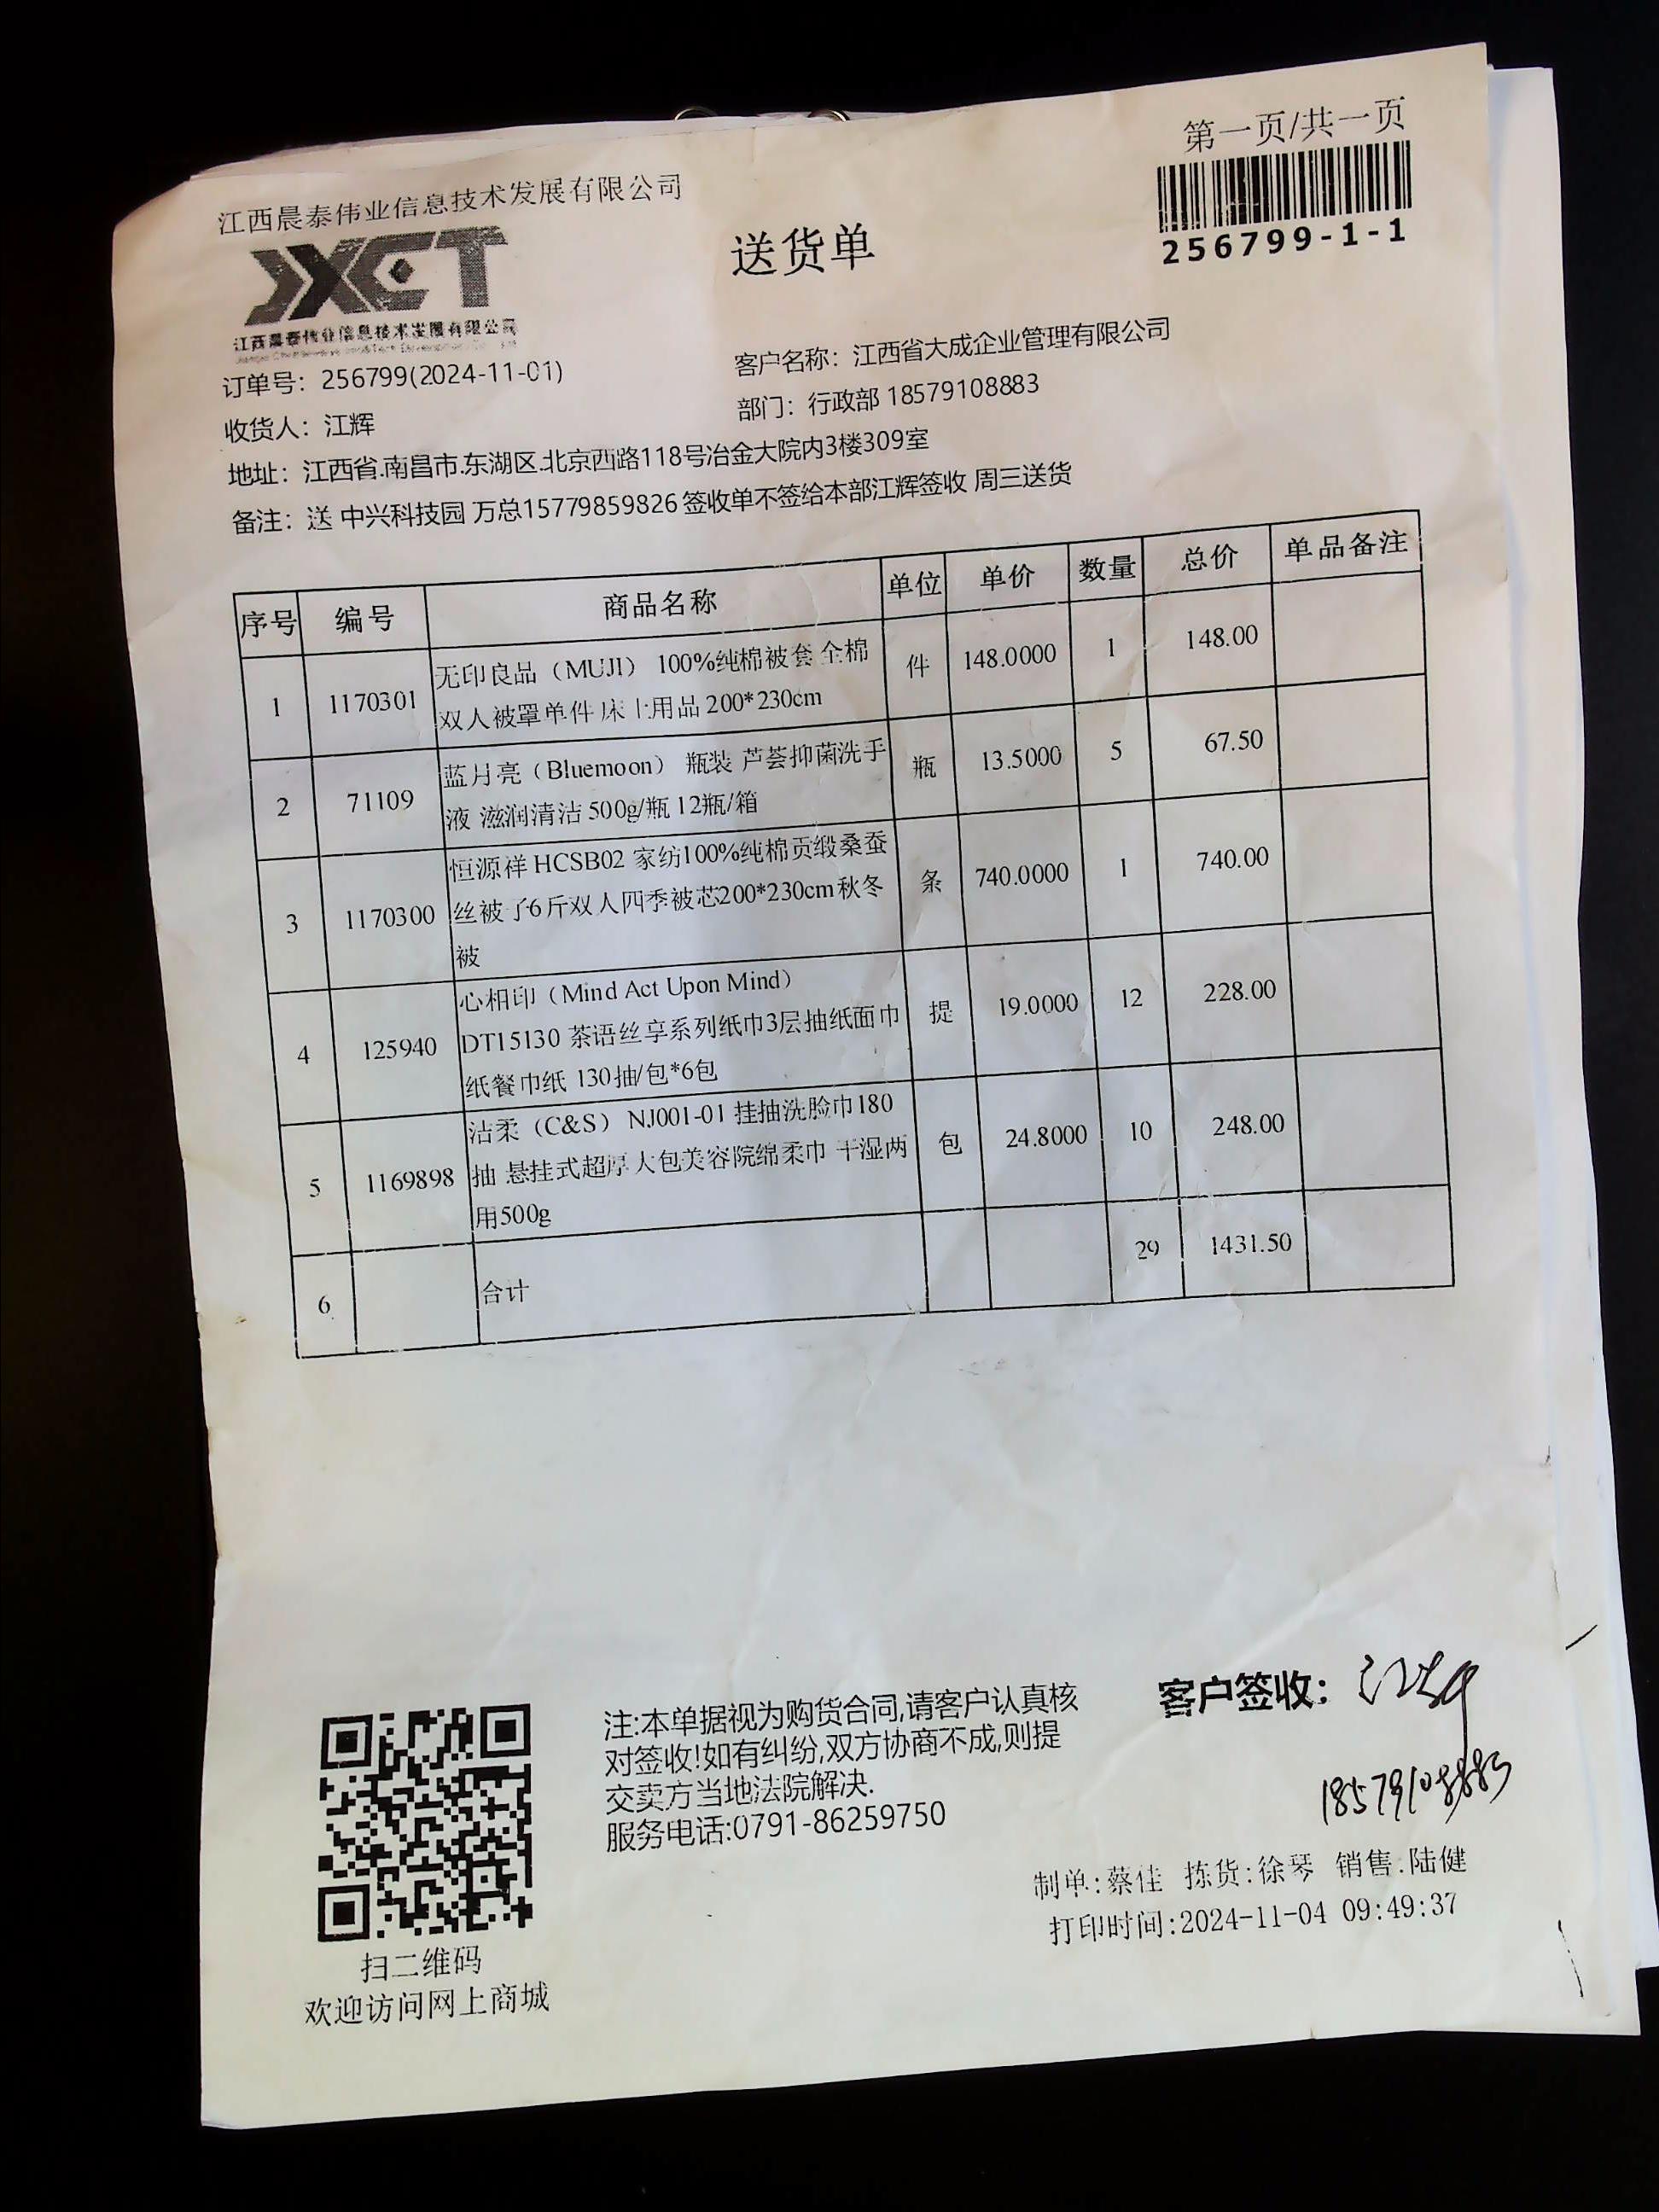 第一页/共一页
江西晨泰伟业信息技术发展有限公司
JXCT
江西晨泰伟业信息技术发展有限公司
送货单
256799-1-1
订单号：256799(2024-11-01)
客户名称：江西省大成企业管理有限公司
收货人：江辉
部门：行政部 18579108883
地址：江西省.南昌市.东湖区.北京西路118号冶金大院内3楼309室
备注：送 中兴科技园 万总15779859826 签收单不签给本部江辉签收 周三送货
序号 编号 商品名称 单位 单价 数量 总价 单品备注
1 1170301 无印良品（MUJI） 100%纯棉被套 全棉 件 148.0000 1 148.00
双人被罩单件 床上用品 200*230cm
2 71109 蓝月亮（Bluemoon） 瓶装 芦荟抑菌洗手 瓶 13.5000 5 67.50
液 滋润清洁 500g/瓶 12瓶/箱
3 1170300 恒源祥 HCSB02 家纺100%纯棉贡缎桑蚕 条 740.0000 1 740.00
丝被子6斤双人四季被芯200*230cm秋冬
被
4 125940 心相印（Mind Act Upon Mind） 提 19.0000 12 228.00
DT15130 茶语丝享系列纸巾3层抽纸面巾
纸餐巾纸 130抽/包*6包
5 1169898 洁柔（C&S） NJ001-01 挂抽洗脸巾180 包 24.8000 10 248.00
抽 悬挂式超厚大包美容院绵柔巾 干湿两
用500g
6 合计 29 1431.50
注:本单据视为购货合同,请客户认真核
对签收!如有纠纷,双方协商不成,则提
交卖方当地法院解决.
服务电话:0791-86259750
客户签收：江辉
18579108883
制单:蔡佳 拣货:徐琴 销售:陆健
打印时间:2024-11-04 09:49:37
扫二维码
欢迎访问网上商城